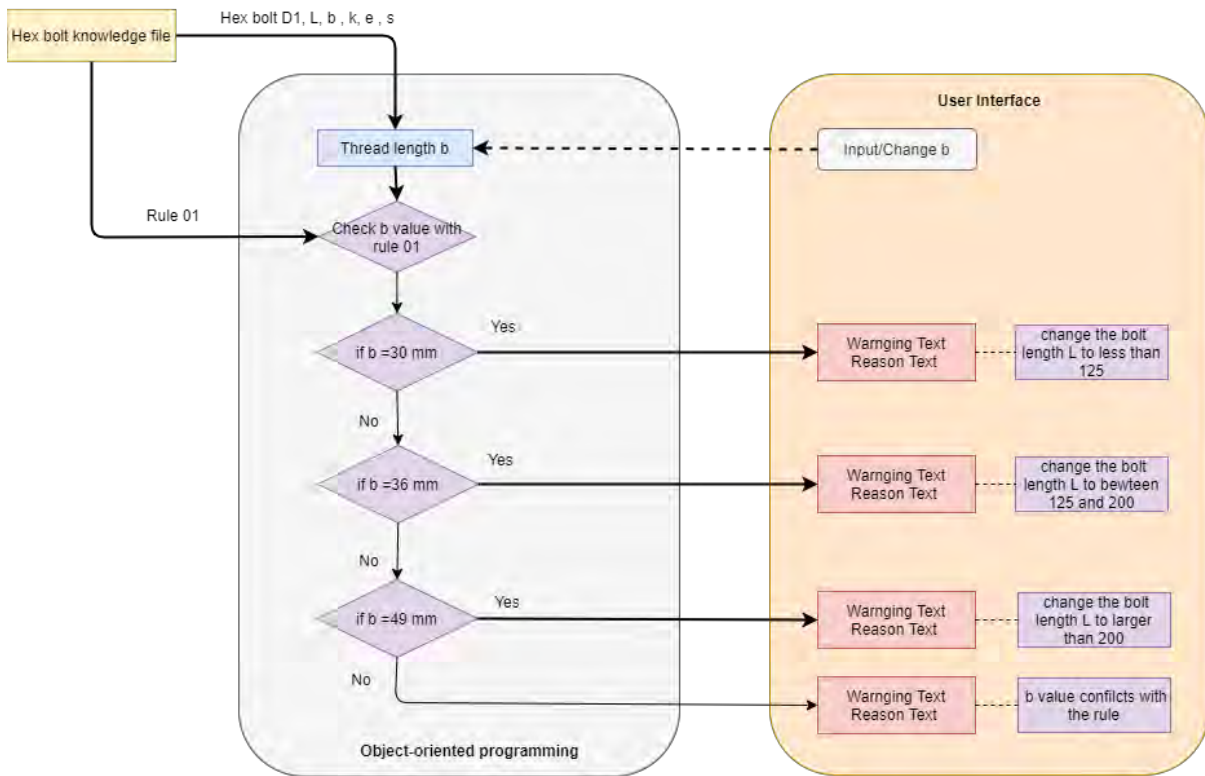 Hex bolt D1, L, b , k, e , s
Hex bolt knowledge file
User Interface
Thread length b
Input/Change b
Rule 01
Check b value with
rule 01
Yes
if b =30 mm
Warnging Text
Reason Text
change the bolt
length L to less than
125
No
Yes
if b =36 mm
Warnging Text
Reason Text
change the bolt
length L to bewteen
125 and 200
No
Yes
if b =49 mm
Warnging Text
Reason Text
change the bolt
length L to larger
than 200
No
Warnging Text
Reason Text
b value confilcts with
the rule
Object-oriented programming